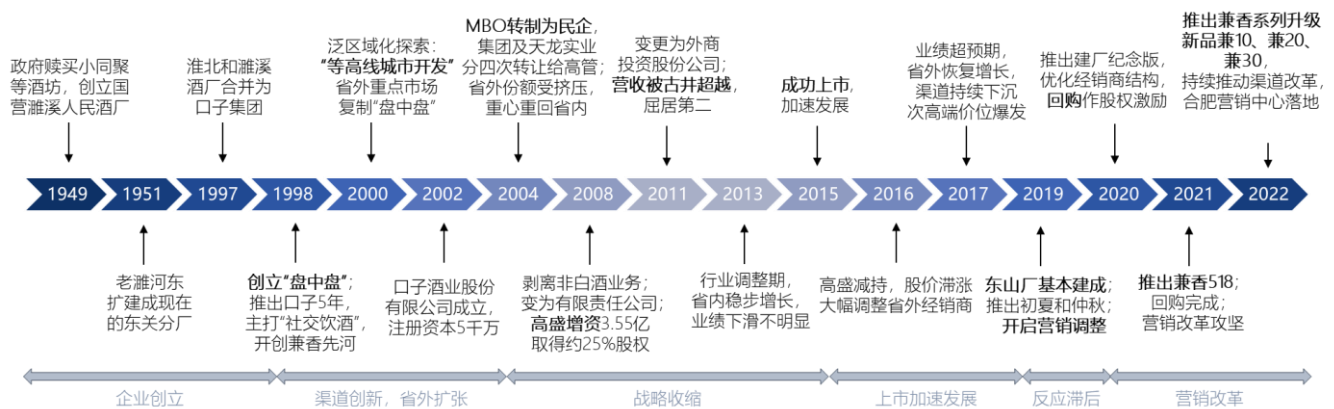 政府赎买小同聚
等酒坊，创立国
营濉溪人民酒厂
淮北和濉溪
酒厂合并为
口子集团
泛区域化探索：
“等高线城市开发”
省外重点市场
复制“盘中盘”
MBO转制为民企，
集团及天龙实业
分四次转让给高管；
省外份额受挤压，
重心重回省内
变更为外商
投资股份公司；
营收被古井超越，
屈居第二
成功上市，
加速发展
业绩超预期，
省外恢复增长，
渠道持续下沉
次高端价位爆发
推出建厂纪念版，
优化经销商结构，
回购作股权激励
推出兼香系列升级
新品兼10、兼20、
兼30，
持续推动渠道改革，
合肥营销中心落地
1949 1951 1997 1998 2000 2002 2004 2008 2011 2013 2015 2016 2017 2019 2020 2021 2022
老濉河东
扩建成现在
的东关分厂
创立“盘中盘”；
推出口子5年，
主打“社交饮酒”，
开创兼香先河
口子酒业股份
有限公司成立，
注册资本5千万
剥离非白酒业务；
变为有限责任公司；
高盛增资3.55亿
取得约25%股权
行业调整期，
省内稳步增长，
业绩下滑不明显
高盛减持，股价滞涨
大幅调整省外经销商
东山厂基本建成；
推出初夏和仲秋；
开启营销调整
推出兼香518；
回购完成；
营销改革攻坚
企业创立 渠道创新，省外扩张 战略收缩 上市加速发展 反应滞后 营销改革